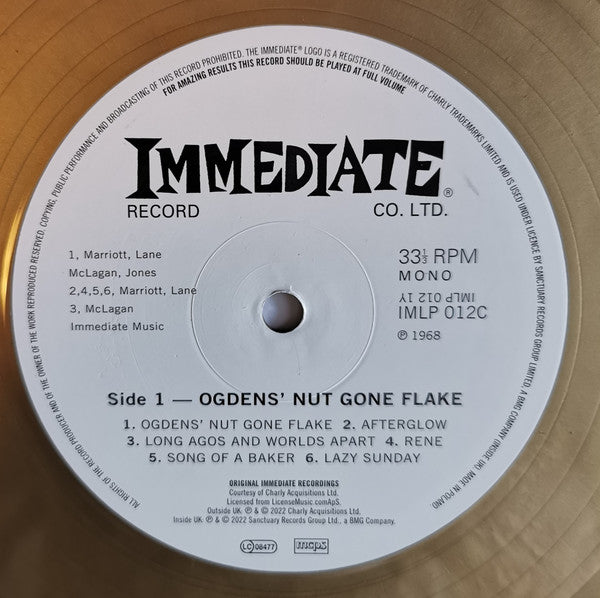 ALL RIGHTS OF THE RECORD PRODUCER AND OF THE OWNER OF THE WORK REPRODUCED RESERVED. COPYING, PUBLIC PERFORMANCE AND BROADCASTING OF THIS RECORD PROHIBITED. THE IMMEDIATE® LOGO IS A REGISTERED TRADEMARK OF CHARLY TRADEMARKS LIMITED AND IS USED UNDER LICENCE BY SANCTUARY RECORDS GROUP LIMITED, A BMG COMPANY (INSIDE UK). MADE IN POLAND.
FOR AMAZING RESULTS THIS RECORD SHOULD BE PLAYED AT FULL VOLUME
IMMEDIATE®
RECORD CO. LTD.
1, Marriott, Lane
McLagan, Jones
2,4,5,6, Marriott, Lane
3, McLagan
Immediate Music
33⅓ RPM
MONO
IMLP 012 1Y
IMLP 012C
℗ 1968
Side 1 — OGDENS' NUT GONE FLAKE
1. OGDENS' NUT GONE FLAKE 2. AFTERGLOW
3. LONG AGOS AND WORLDS APART 4. RENE
5. SONG OF A BAKER 6. LAZY SUNDAY
ORIGINAL IMMEDIATE RECORDINGS
Courtesy of Charly Acquisitions Ltd.
Licensed from LicenseMusic.comApS.
Outside UK ℗ & © 2022 Charly Acquisitions Ltd.
Inside UK ℗ & © 2022 Sanctuary Records Group Ltd., a BMG Company.
LC 08477 mcps